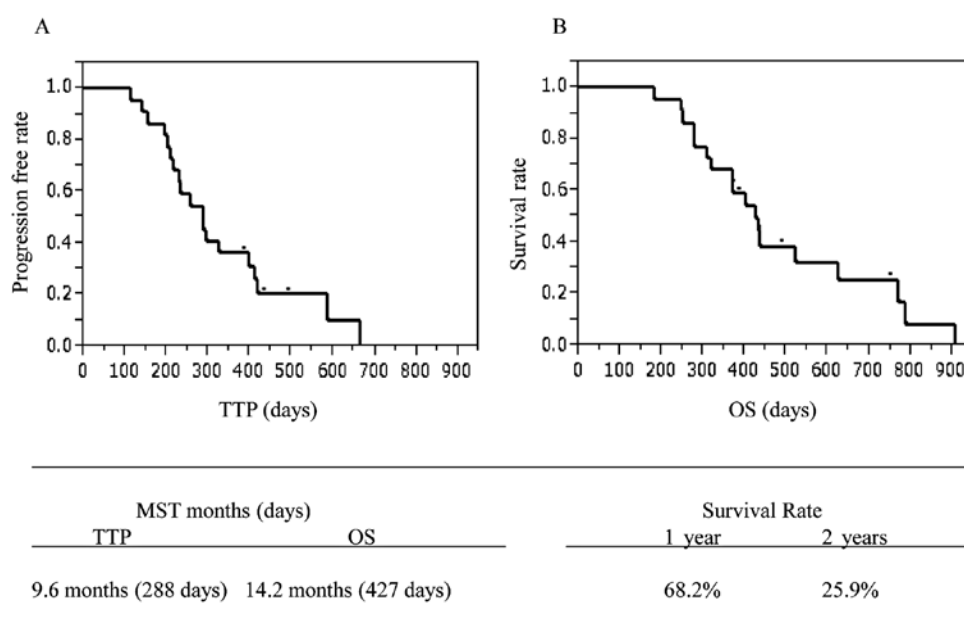 A
B
Progression free rate
1.0
0.8
0.6
0.4
0.2
0.0
0 100 200 300 400 500 600 700 800 900
TTP (days)
Survival rate
1.0
0.8
0.6
0.4
0.2
0.0
0 100 200 300 400 500 600 700 800 900
OS (days)
MST months (days)
TTP OS
9.6 months (288 days) 14.2 months (427 days)
Survival Rate
1 year 2 years
68.2% 25.9%